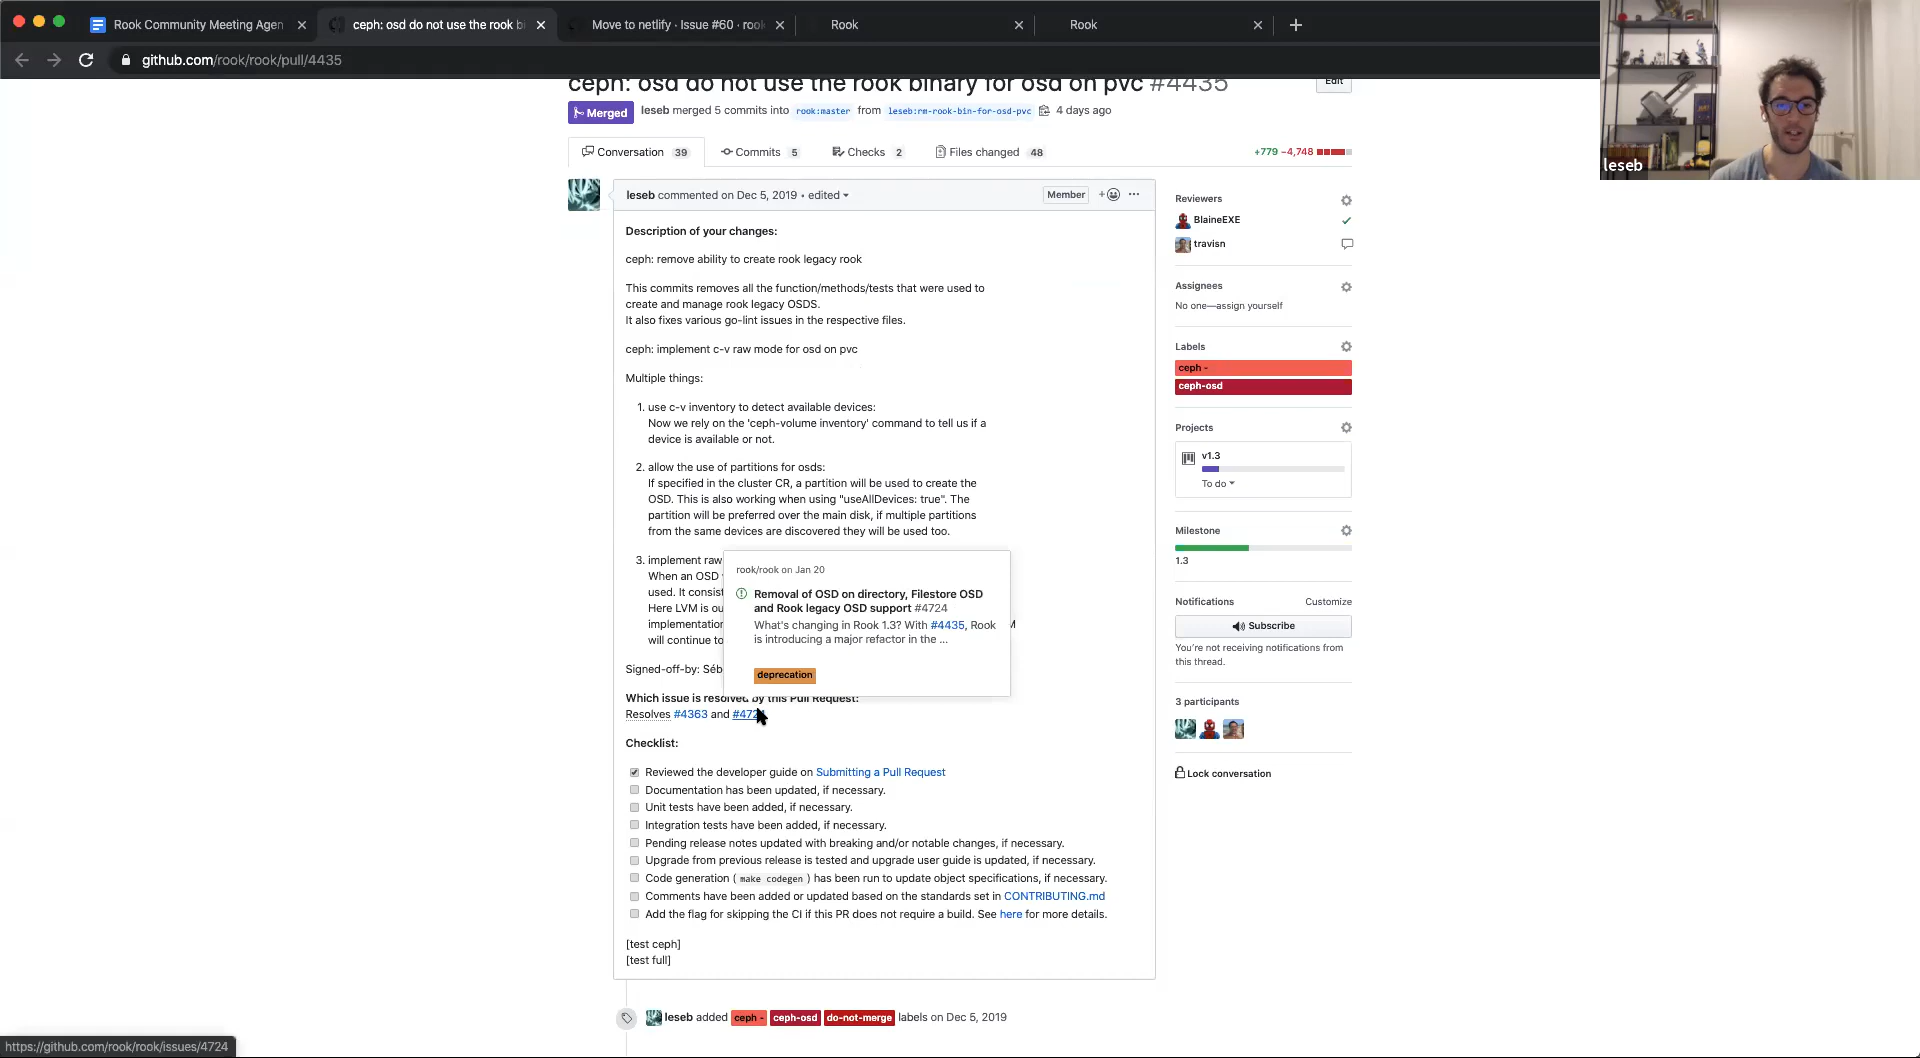 Rook Community Meeting Agen
ceph: osd do not use the rook b
Move to netlify · Issue #60 · rook
Rook
Rook
github.com/rook/rook/pull/4435
leseb
ceph: osd do not use the rook binary for osd on pvc #4435
Edit
Merged
leseb merged 5 commits into rook:master from leseb:rm-rook-bin-for-osd-pvc 4 days ago
Conversation 39
Commits 5
Checks 2
Files changed 48
+779 −4,748
leseb commented on Dec 5, 2019 • edited
Member
Description of your changes:
ceph: remove ability to create rook legacy rook
This commits removes all the function/methods/tests that were used to
create and manage rook legacy OSDS.
It also fixes various go-lint issues in the respective files.
ceph: implement c-v raw mode for osd on pvc
Multiple things:
1. use c-v inventory to detect available devices:
Now we rely on the 'ceph-volume inventory' command to tell us if a
device is available or not.
2. allow the use of partitions for osds:
If specified in the cluster CR, a partition will be used to create the
OSD. This is also working when using "useAllDevices: true". The
partition will be preferred over the main disk, if multiple partitions
from the same devices are discovered they will be used too.
3. implement raw
When an OSD
used. It consist
Here LVM is ou
implementation
will continue to
rook/rook on Jan 20
Removal of OSD on directory, Filestore OSD
and Rook legacy OSD support #4724
What's changing in Rook 1.3? With #4435, Rook
is introducing a major refactor in the ...
deprecation
Signed-off-by: Séb
Which issue is resolved by this Pull Request:
Resolves #4363 and #472
Checklist:
Reviewed the developer guide on Submitting a Pull Request
Documentation has been updated, if necessary.
Unit tests have been added, if necessary.
Integration tests have been added, if necessary.
Pending release notes updated with breaking and/or notable changes, if necessary.
Upgrade from previous release is tested and upgrade user guide is updated, if necessary.
Code generation ( make codegen ) has been run to update object specifications, if necessary.
Comments have been added or updated based on the standards set in CONTRIBUTING.md
Add the flag for skipping the CI if this PR does not require a build. See here for more details.
[test ceph]
[test full]
leseb added ceph - ceph-osd do-not-merge labels on Dec 5, 2019
Reviewers
BlaineEXE
travisn
Assignees
No one—assign yourself
Labels
ceph -
ceph-osd
Projects
v1.3
To do
Milestone
1.3
Notifications
Customize
Subscribe
You're not receiving notifications from
this thread.
3 participants
Lock conversation
https://github.com/rook/rook/issues/4724